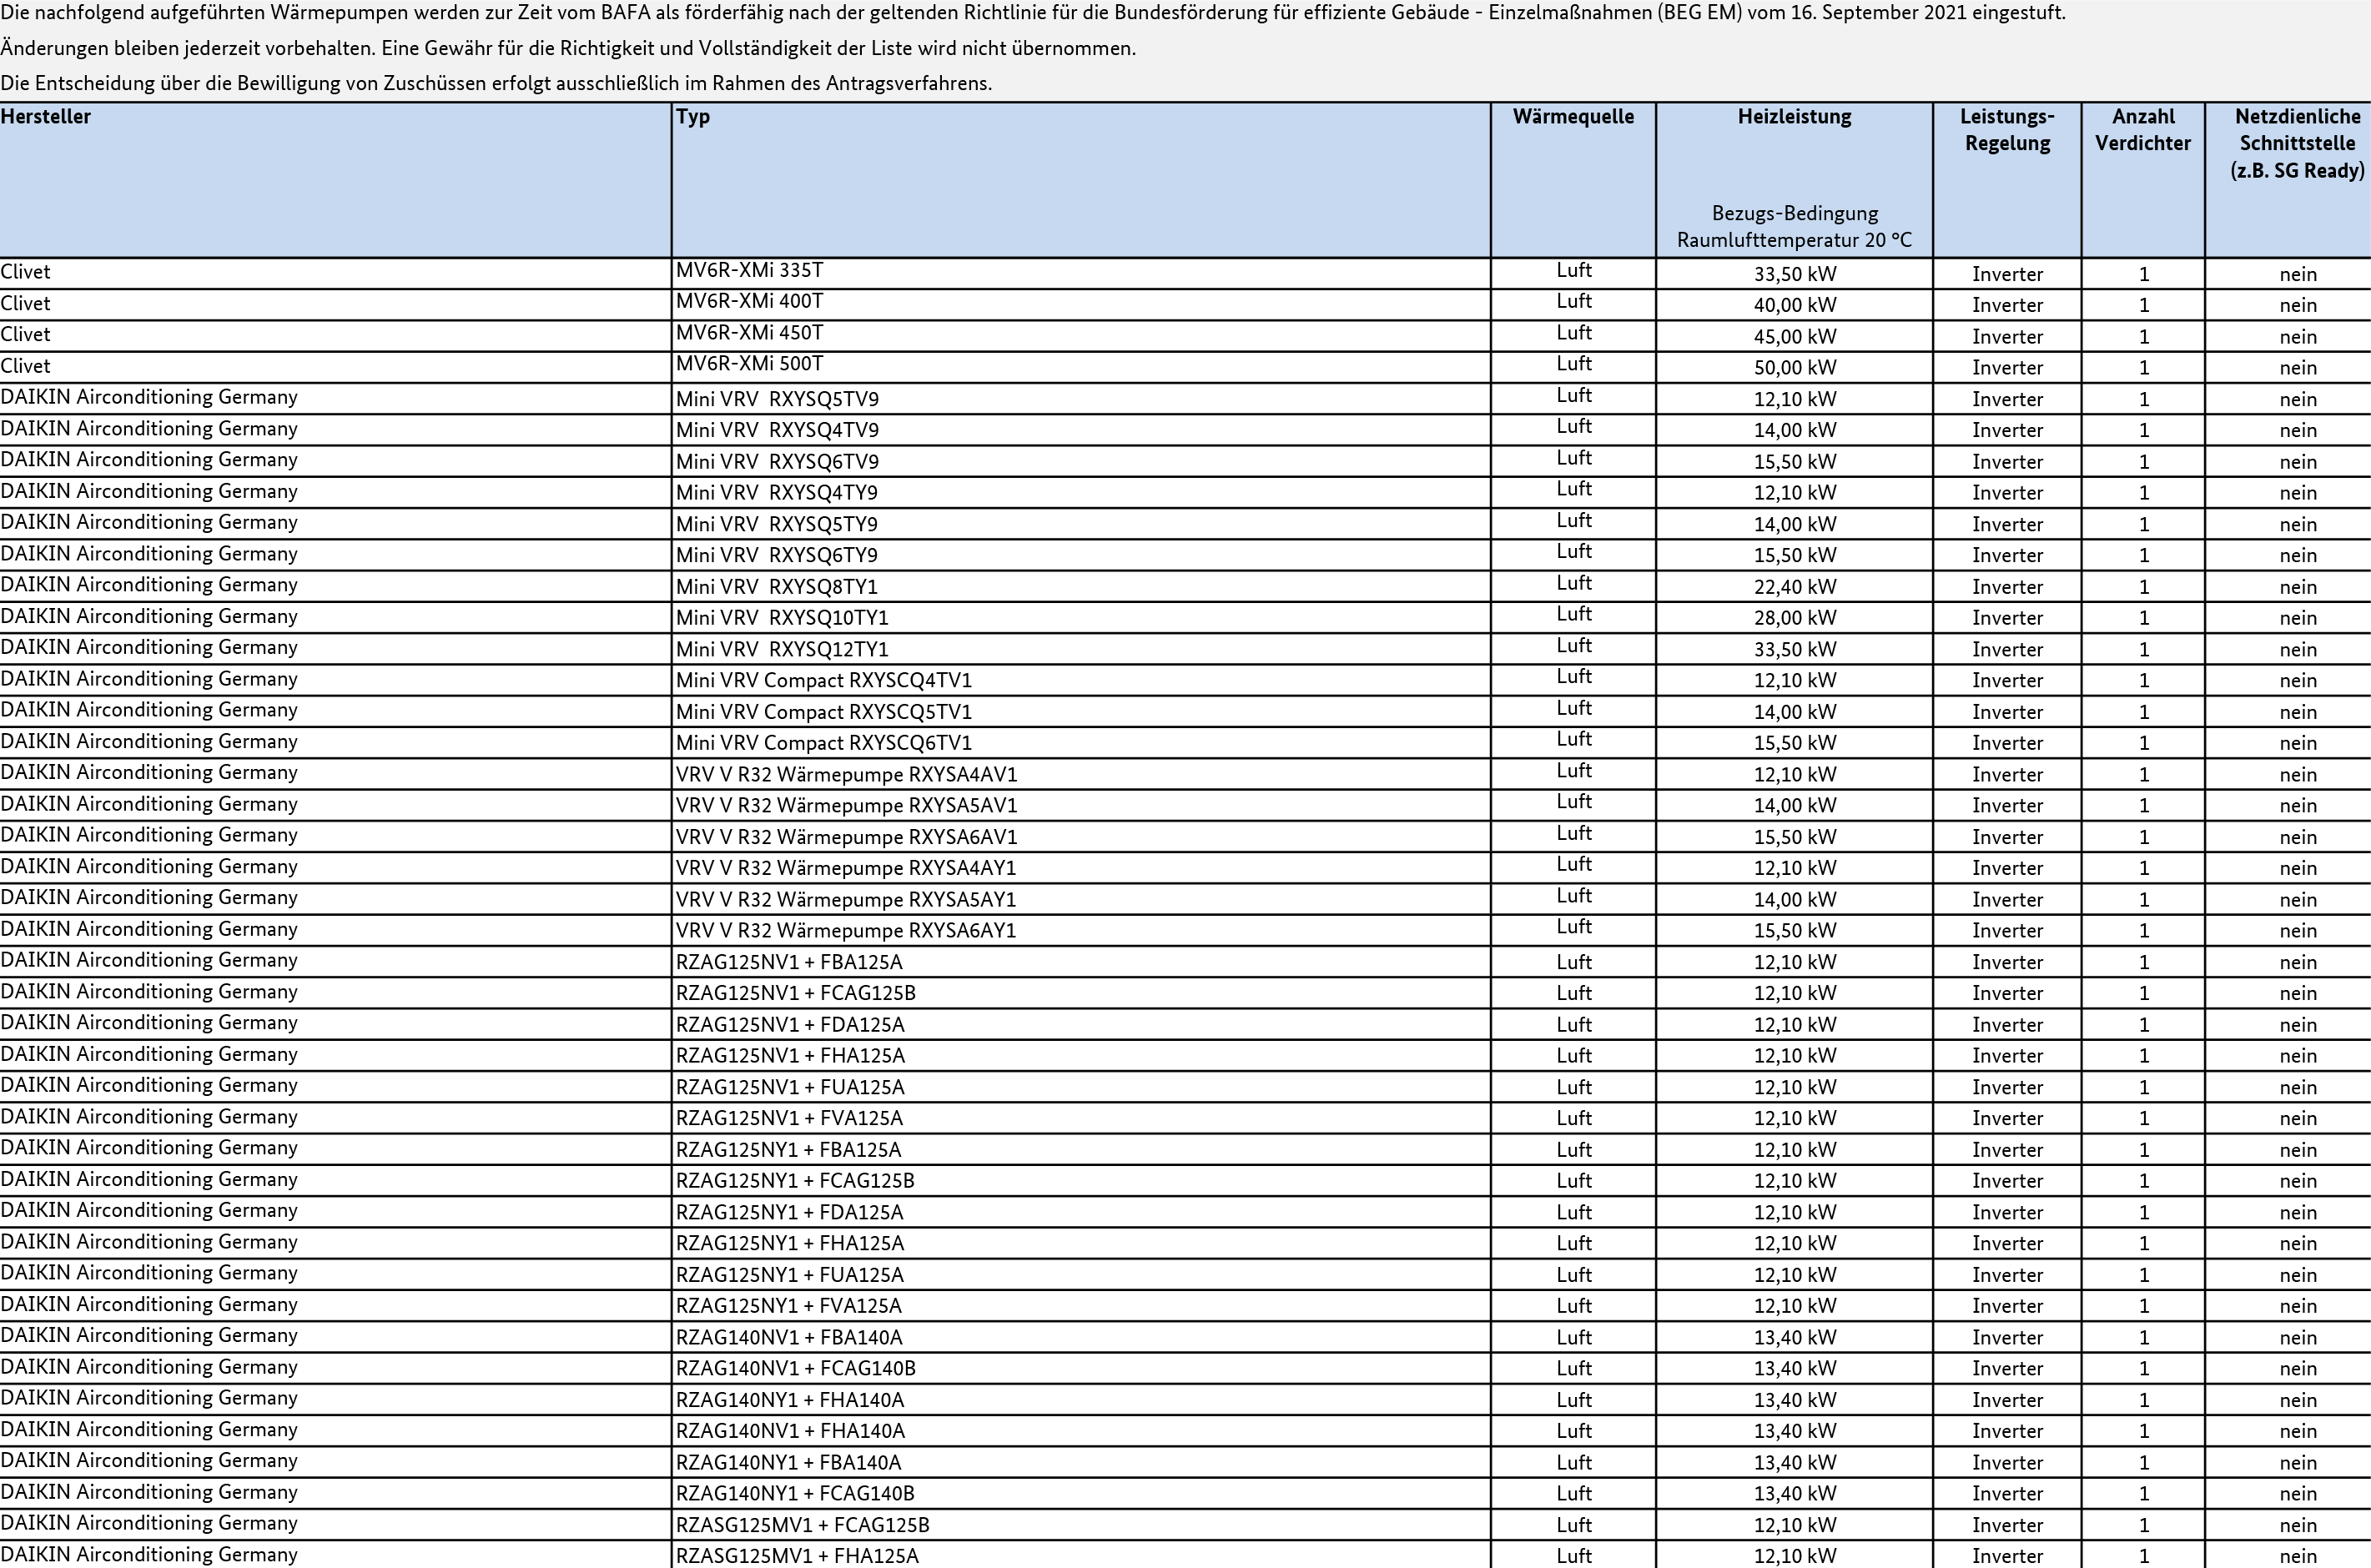 Die nachfolgend aufgeführten Wärmepumpen werden zur Zeit vom BAFA als förderfähig nach der geltenden Richtlinie für die Bundesförderung für effiziente Gebäude - Einzelmaßnahmen (BEG EM) vom 16. September 2021 eingestuft.
Änderungen bleiben jederzeit vorbehalten. Eine Gewähr für die Richtigkeit und Vollständigkeit der Liste wird nicht übernommen.
Die Entscheidung über die Bewilligung von Zuschüssen erfolgt ausschließlich im Rahmen des Antragsverfahrens.
Hersteller Typ Wärmequelle Heizleistung Leistungs- Anzahl Netzdienliche
Regelung Verdichter Schnittstelle
(z.B. SG Ready)
Bezugs-Bedingung
Raumlufttemperatur 20 °C
Clivet MV6R-XMi 335T Luft 33,50 kW Inverter 1 nein
Clivet MV6R-XMi 400T Luft 40,00 kW Inverter 1 nein
Clivet MV6R-XMi 450T Luft 45,00 kW Inverter 1 nein
Clivet MV6R-XMi 500T Luft 50,00 kW Inverter 1 nein
DAIKIN Airconditioning Germany Mini VRV  RXYSQ5TV9 Luft 12,10 kW Inverter 1 nein
DAIKIN Airconditioning Germany Mini VRV  RXYSQ4TV9 Luft 14,00 kW Inverter 1 nein
DAIKIN Airconditioning Germany Mini VRV  RXYSQ6TV9 Luft 15,50 kW Inverter 1 nein
DAIKIN Airconditioning Germany Mini VRV  RXYSQ4TY9 Luft 12,10 kW Inverter 1 nein
DAIKIN Airconditioning Germany Mini VRV  RXYSQ5TY9 Luft 14,00 kW Inverter 1 nein
DAIKIN Airconditioning Germany Mini VRV  RXYSQ6TY9 Luft 15,50 kW Inverter 1 nein
DAIKIN Airconditioning Germany Mini VRV  RXYSQ8TY1 Luft 22,40 kW Inverter 1 nein
DAIKIN Airconditioning Germany Mini VRV  RXYSQ10TY1 Luft 28,00 kW Inverter 1 nein
DAIKIN Airconditioning Germany Mini VRV  RXYSQ12TY1 Luft 33,50 kW Inverter 1 nein
DAIKIN Airconditioning Germany Mini VRV Compact RXYSCQ4TV1 Luft 12,10 kW Inverter 1 nein
DAIKIN Airconditioning Germany Mini VRV Compact RXYSCQ5TV1 Luft 14,00 kW Inverter 1 nein
DAIKIN Airconditioning Germany Mini VRV Compact RXYSCQ6TV1 Luft 15,50 kW Inverter 1 nein
DAIKIN Airconditioning Germany VRV V R32 Wärmepumpe RXYSA4AV1 Luft 12,10 kW Inverter 1 nein
DAIKIN Airconditioning Germany VRV V R32 Wärmepumpe RXYSA5AV1 Luft 14,00 kW Inverter 1 nein
DAIKIN Airconditioning Germany VRV V R32 Wärmepumpe RXYSA6AV1 Luft 15,50 kW Inverter 1 nein
DAIKIN Airconditioning Germany VRV V R32 Wärmepumpe RXYSA4AY1 Luft 12,10 kW Inverter 1 nein
DAIKIN Airconditioning Germany VRV V R32 Wärmepumpe RXYSA5AY1 Luft 14,00 kW Inverter 1 nein
DAIKIN Airconditioning Germany VRV V R32 Wärmepumpe RXYSA6AY1 Luft 15,50 kW Inverter 1 nein
DAIKIN Airconditioning Germany RZAG125NV1 + FBA125A Luft 12,10 kW Inverter 1 nein
DAIKIN Airconditioning Germany RZAG125NV1 + FCAG125B Luft 12,10 kW Inverter 1 nein
DAIKIN Airconditioning Germany RZAG125NV1 + FDA125A Luft 12,10 kW Inverter 1 nein
DAIKIN Airconditioning Germany RZAG125NV1 + FHA125A Luft 12,10 kW Inverter 1 nein
DAIKIN Airconditioning Germany RZAG125NV1 + FUA125A Luft 12,10 kW Inverter 1 nein
DAIKIN Airconditioning Germany RZAG125NV1 + FVA125A Luft 12,10 kW Inverter 1 nein
DAIKIN Airconditioning Germany RZAG125NY1 + FBA125A Luft 12,10 kW Inverter 1 nein
DAIKIN Airconditioning Germany RZAG125NY1 + FCAG125B Luft 12,10 kW Inverter 1 nein
DAIKIN Airconditioning Germany RZAG125NY1 + FDA125A Luft 12,10 kW Inverter 1 nein
DAIKIN Airconditioning Germany RZAG125NY1 + FHA125A Luft 12,10 kW Inverter 1 nein
DAIKIN Airconditioning Germany RZAG125NY1 + FUA125A Luft 12,10 kW Inverter 1 nein
DAIKIN Airconditioning Germany RZAG125NY1 + FVA125A Luft 12,10 kW Inverter 1 nein
DAIKIN Airconditioning Germany RZAG140NV1 + FBA140A Luft 13,40 kW Inverter 1 nein
DAIKIN Airconditioning Germany RZAG140NV1 + FCAG140B Luft 13,40 kW Inverter 1 nein
DAIKIN Airconditioning Germany RZAG140NY1 + FHA140A Luft 13,40 kW Inverter 1 nein
DAIKIN Airconditioning Germany RZAG140NV1 + FHA140A Luft 13,40 kW Inverter 1 nein
DAIKIN Airconditioning Germany RZAG140NY1 + FBA140A Luft 13,40 kW Inverter 1 nein
DAIKIN Airconditioning Germany RZAG140NY1 + FCAG140B Luft 13,40 kW Inverter 1 nein
DAIKIN Airconditioning Germany RZASG125MV1 + FCAG125B Luft 12,10 kW Inverter 1 nein
DAIKIN Airconditioning Germany RZASG125MV1 + FHA125A Luft 12,10 kW Inverter 1 nein